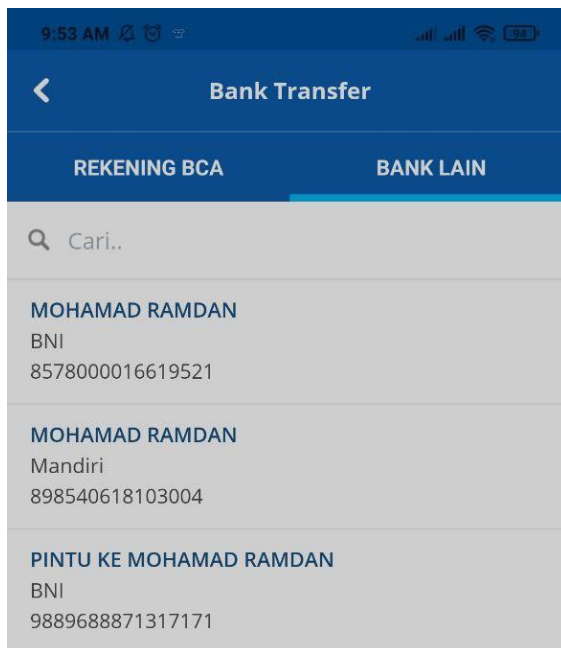 9:53 AM
94
Bank Transfer
REKENING BCA
BANK LAIN
Cari..
MOHAMAD RAMDAN
BNI
8578000016619521
MOHAMAD RAMDAN
Mandiri
898540618103004
PINTU KE MOHAMAD RAMDAN
BNI
9889688871317171